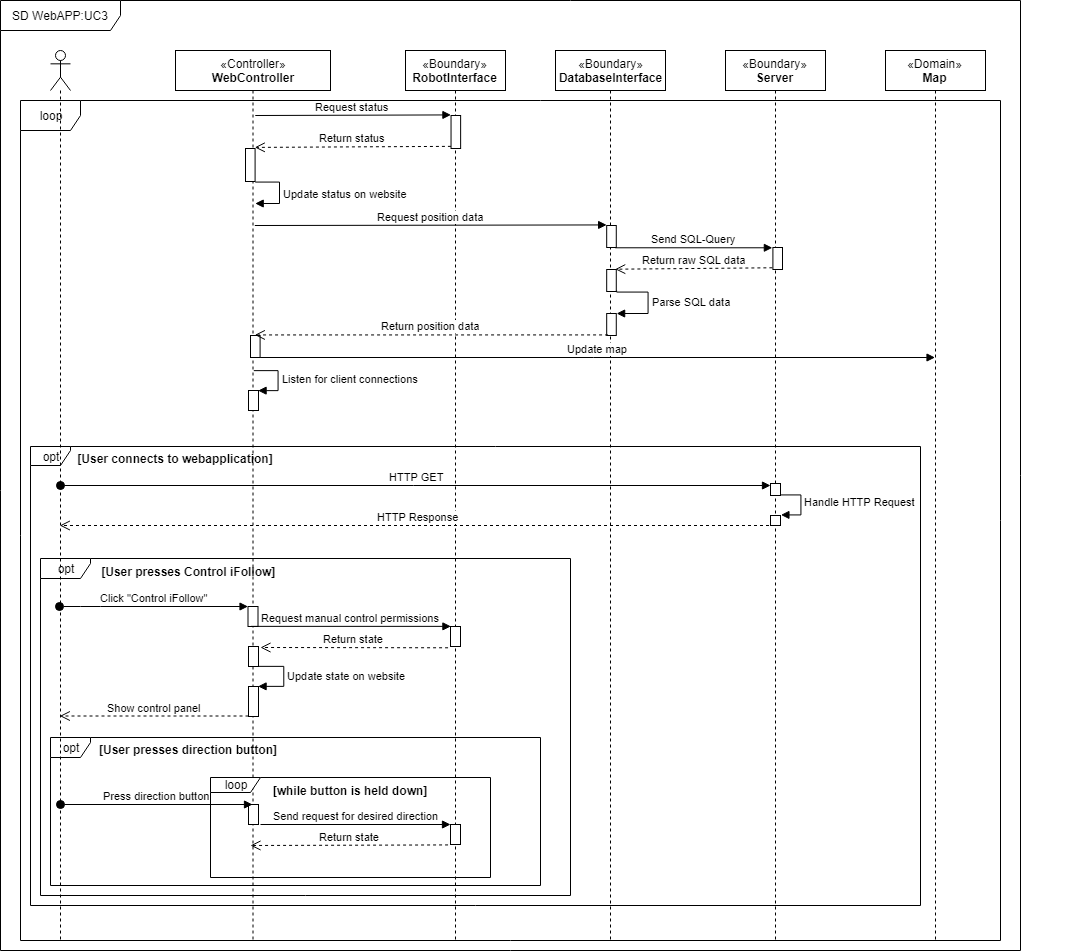 SD WebAPP:UC3
«Controller»
WebController
«Boundary»
RobotInterface
«Boundary»
DatabaseInterface
«Boundary»
Server
«Domain»
Map
loop
Request status
Return status
Update status on website
Request position data
Send SQL-Query
Return raw SQL data
Parse SQL data
Return position data
Update map
Listen for client connections
opt
[User connects to webapplication]
HTTP GET
Handle HTTP Request
HTTP Response
opt
[User presses Control iFollow]
Click "Control iFollow"
Request manual control permissions
Return state
Update state on website
Show control panel
opt
[User presses direction button]
loop
[while button is held down]
Press direction button
Send request for desired direction
Return state